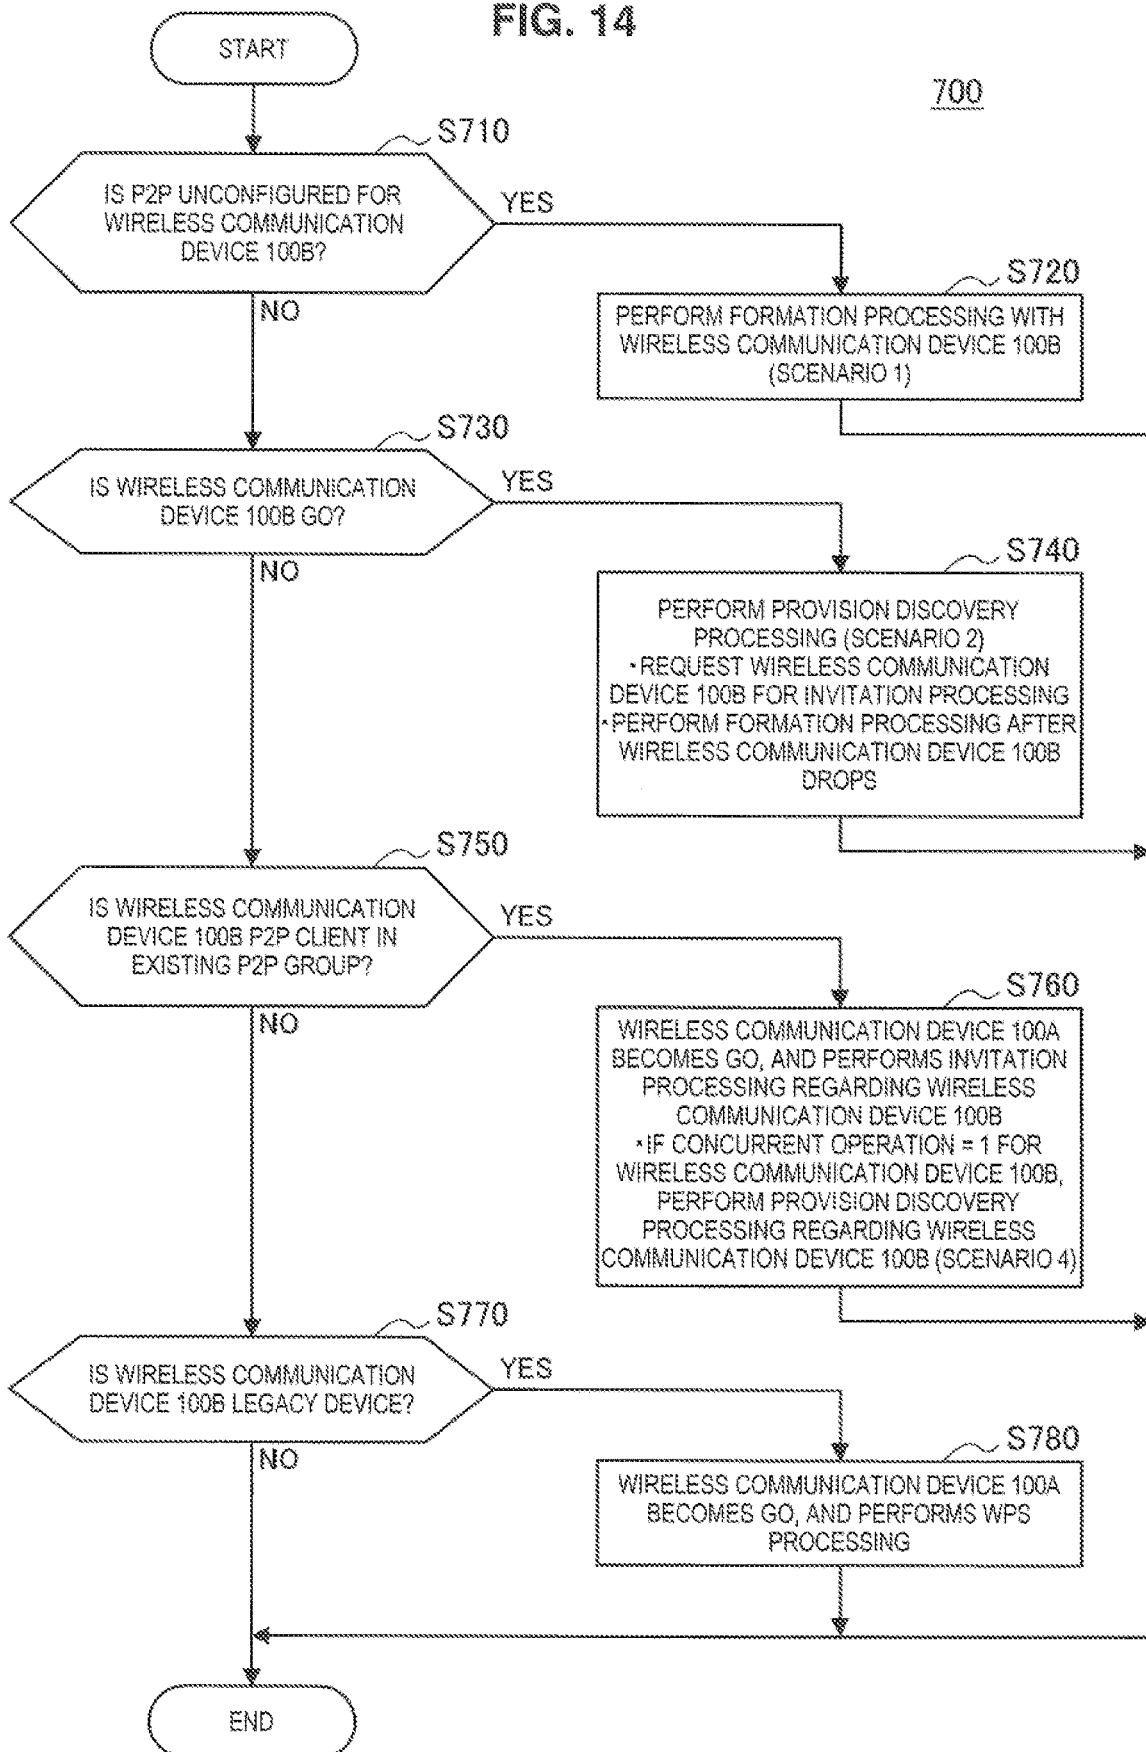 FIG. 14
START
700
S710
IS P2P UNCONFIGURED FOR
WIRELESS COMMUNICATION
DEVICE 100B?
YES
NO
S720
PERFORM FORMATION PROCESSING WITH
WIRELESS COMMUNICATION DEVICE 100B
(SCENARIO 1)
S730
IS WIRELESS COMMUNICATION
DEVICE 100B GO?
YES
NO
S740
PERFORM PROVISION DISCOVERY
PROCESSING (SCENARIO 2)
•REQUEST WIRELESS COMMUNICATION
DEVICE 100B FOR INVITATION PROCESSING
•PERFORM FORMATION PROCESSING AFTER
WIRELESS COMMUNICATION DEVICE 100B
DROPS
S750
IS WIRELESS COMMUNICATION
DEVICE 100B P2P CLIENT IN
EXISTING P2P GROUP?
YES
NO
S760
WIRELESS COMMUNICATION DEVICE 100A
BECOMES GO, AND PERFORMS INVITATION
PROCESSING REGARDING WIRELESS
COMMUNICATION DEVICE 100B
•IF CONCURRENT OPERATION = 1 FOR
WIRELESS COMMUNICATION DEVICE 100B,
PERFORM PROVISION DISCOVERY
PROCESSING REGARDING WIRELESS
COMMUNICATION DEVICE 100B (SCENARIO 4)
S770
IS WIRELESS COMMUNICATION
DEVICE 100B LEGACY DEVICE?
YES
NO
S780
WIRELESS COMMUNICATION DEVICE 100A
BECOMES GO, AND PERFORMS WPS
PROCESSING
END